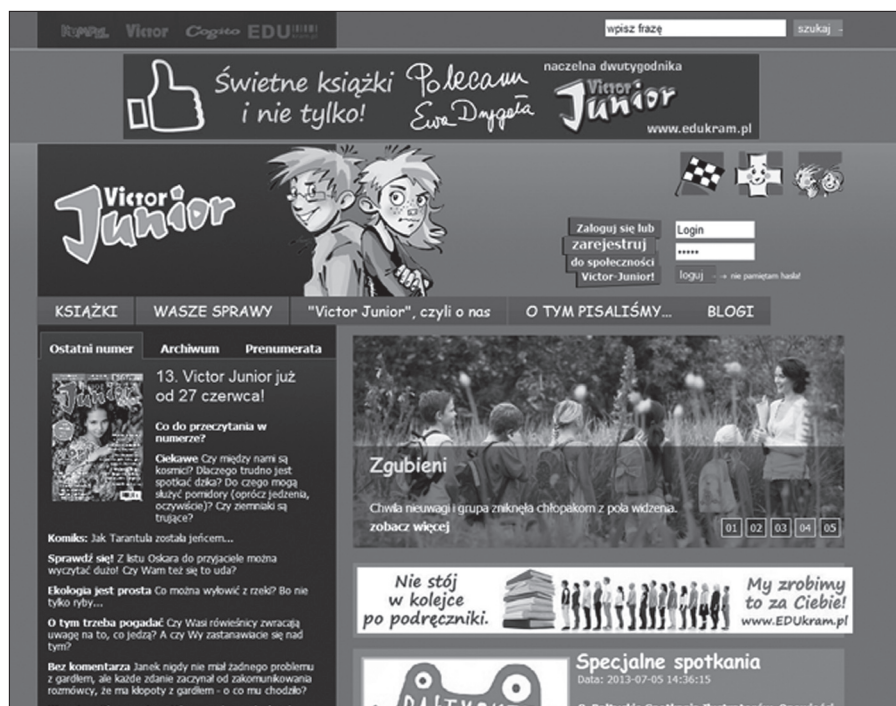 KUMPEL Victor Cogito EDU
wpisz frazę
szukaj
Świetne książki
i nie tylko!
Polecam
Ewa Drygała
naczelna dwutygodnika
Victor
Junior
www.edukram.pl
Victor
Junior
Zaloguj się lub
zarejestruj
do społeczności
Victor-Junior!
Login
*****
loguj
→ nie pamiętam hasła!
KSIĄŻKI
WASZE SPRAWY
"Victor Junior", czyli o nas
O TYM PISALIŚMY...
BLOGI
Ostatni numer
Archiwum
Prenumerata
Junior
13. Victor Junior już
od 27 czerwca!
Co do przeczytania w
numerze?
Ciekawe Czy między nami są
kosmici? Dlaczego trudno jest
spotkać dzika? Do czego mogą
służyć pomidory (oprócz jedzenia,
oczywiście)? Czy ziemniaki są
trujące?
Komiks: Jak Tarantula została jeńcem...
Sprawdź się! Z listu Oskara do przyjaciele można
wyczytać dużo! Czy Wam też się to uda?
Ekologia jest prosta Co można wyłowić z rzeki? Bo nie
tylko ryby...
O tym trzeba pogadać Czy Wasi rówieśnicy zwracają
uwagę na to, co jedzą? A czy Wy zastanawiacie się nad
tym?
Bez komentarza Janek nigdy nie miał żadnego problemu
z gardłem, ale każde zdanie zaczynał od zakomunikowania
rozmówcy, że ma kłopoty z gardłem - o co mu chodziło?
Zgubieni
Chwila nieuwagi i grupa zniknęła chłopakom z pola widzenia.
zobacz więcej
01 02 03 04 05
Nie stój
w kolejce
po podręczniki.
My zrobimy
to za Ciebie!
www.EDUkram.pl
Specjalne spotkania
Data: 2013-07-05 14:36:15